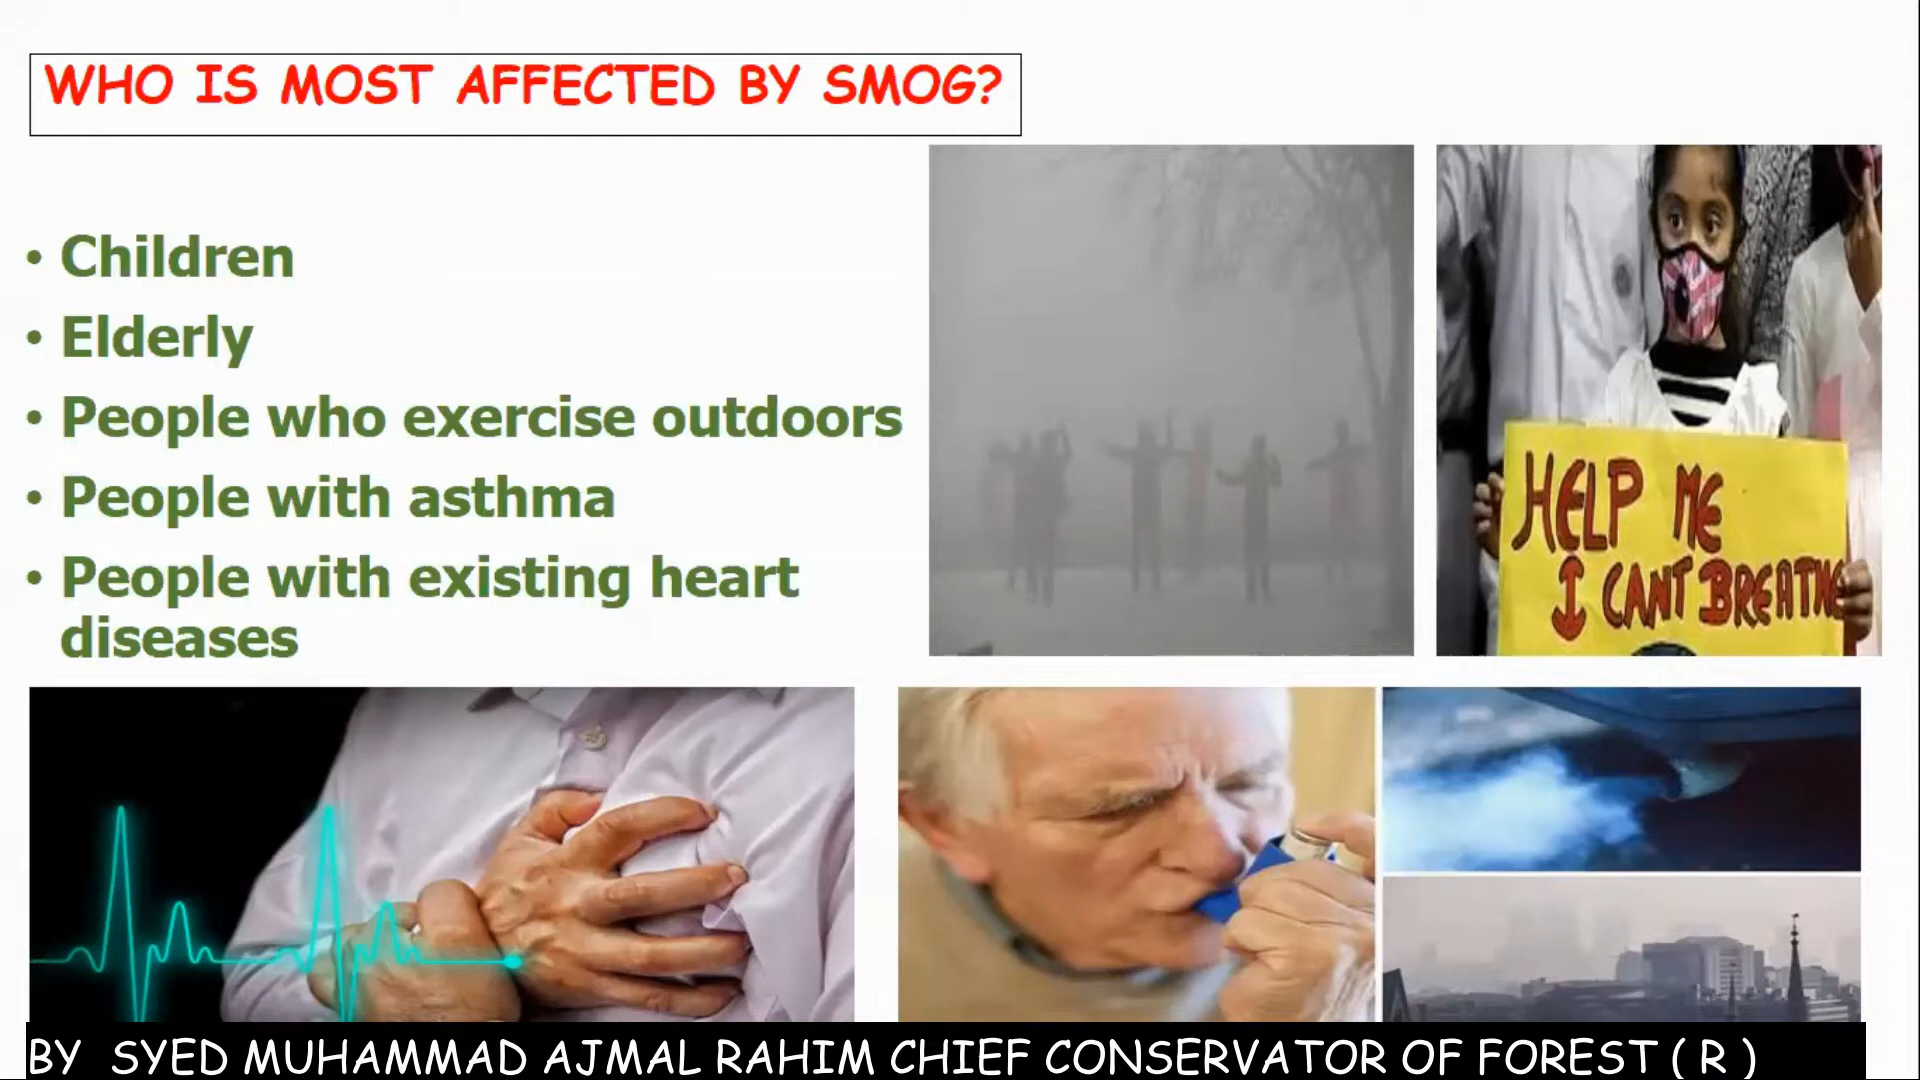 WHO IS MOST AFFECTED BY SMOG?
• Children
• Elderly
• People who exercise outdoors
• People with asthma
• People with existing heart
diseases
HELP ME
I CANT BREATHE
BY SYED MUHAMMAD AJMAL RAHIM CHIEF CONSERVATOR OF FOREST ( R )